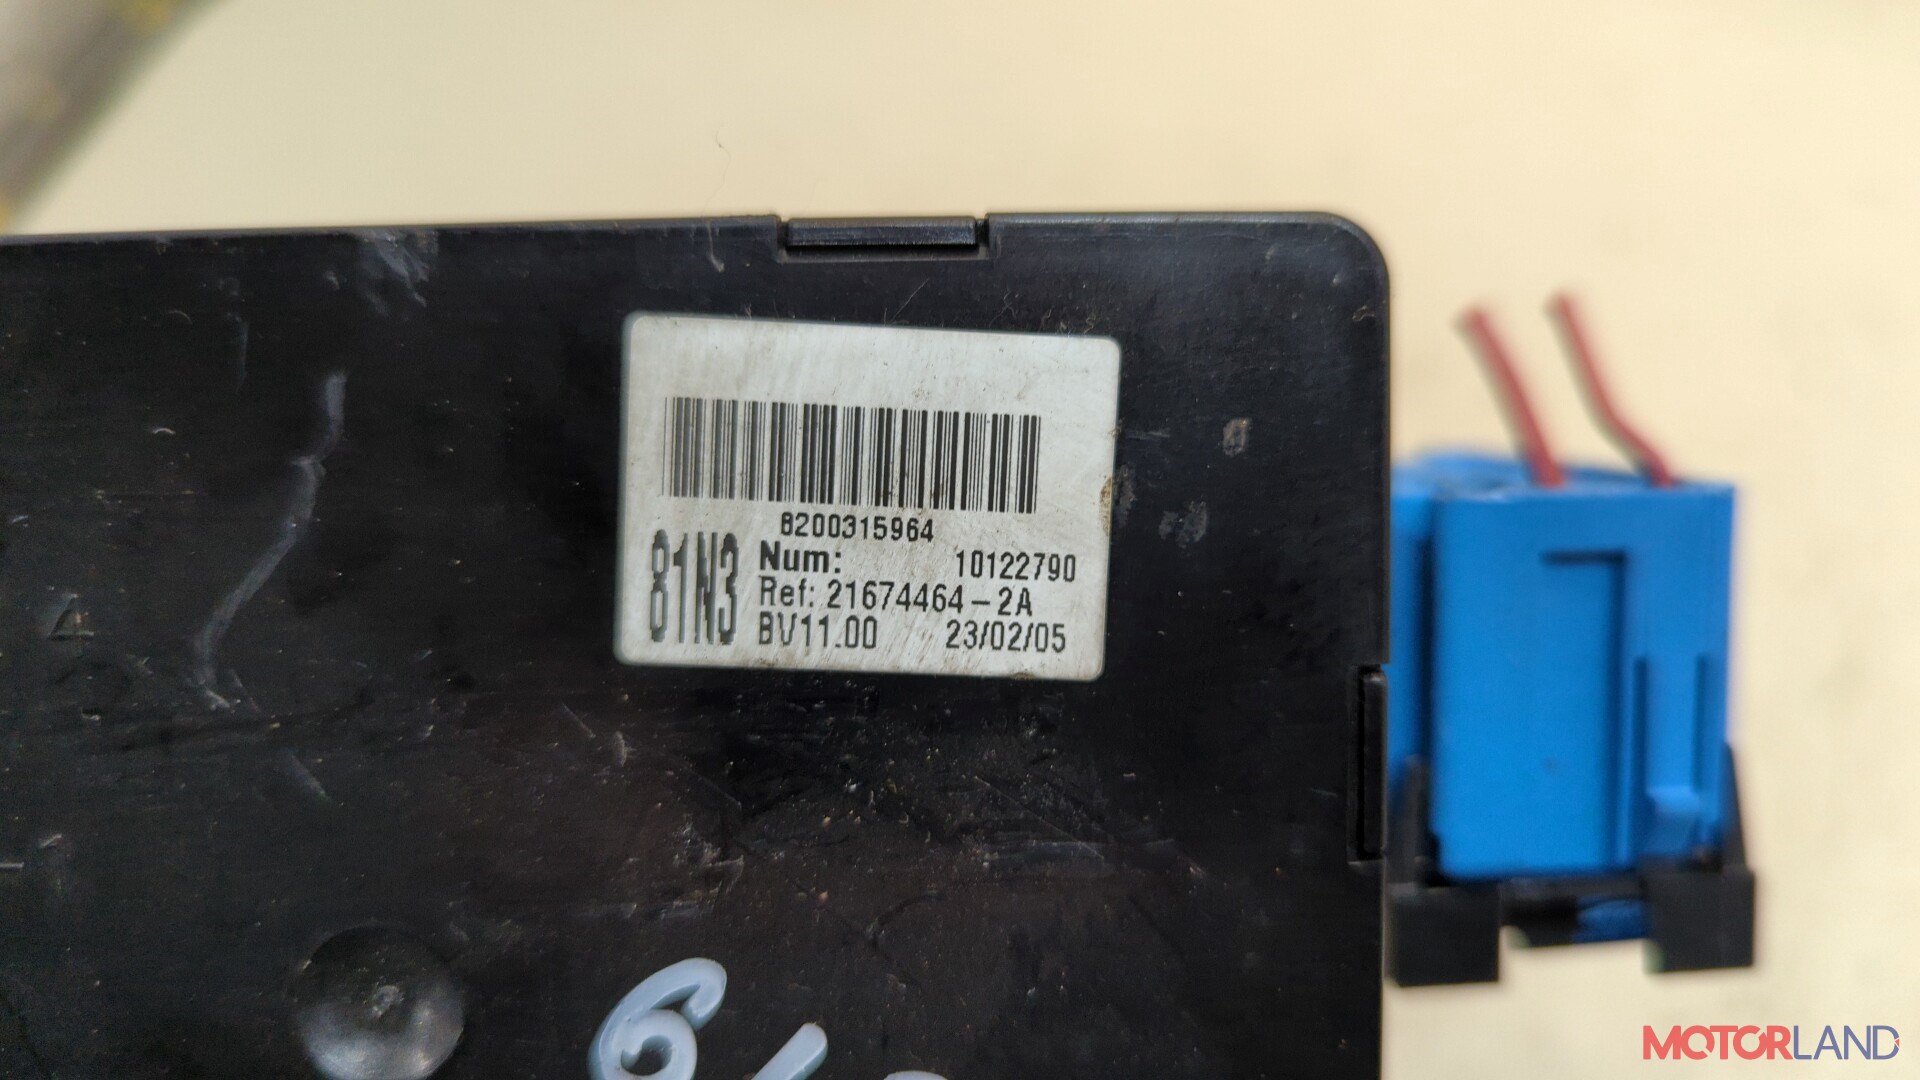 8200315964
81N3
Num: 10122790
Ref: 21674464-2A
BV11.00 23/02/05
MOTORLAND